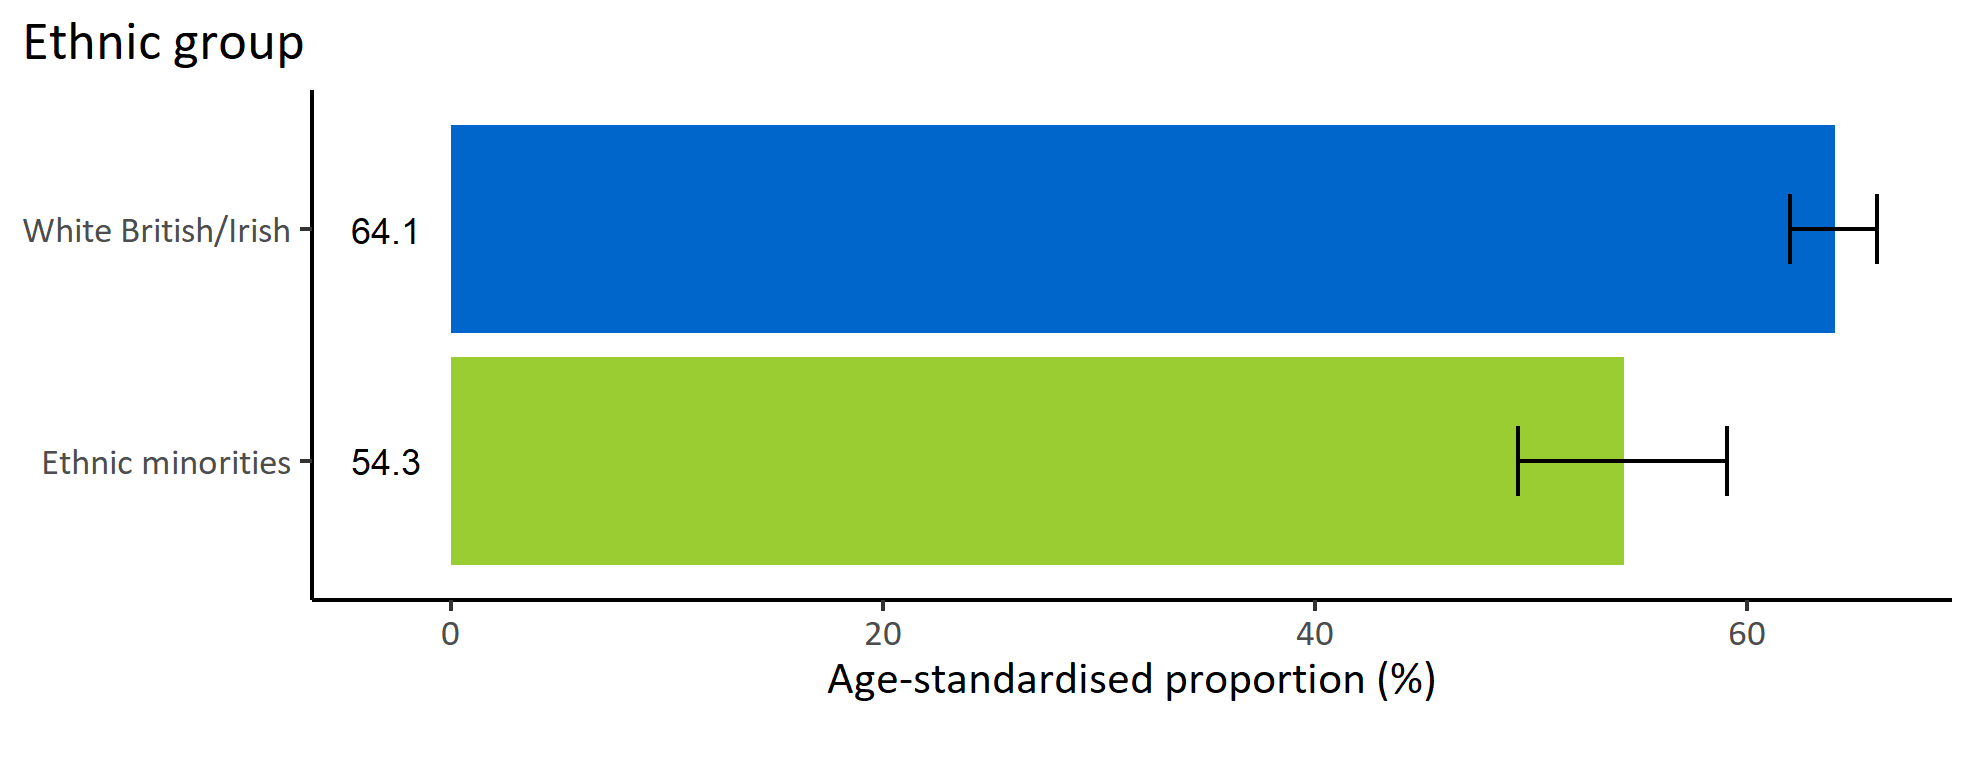 Ethnic group
White British/Irish 64.1
Ethnic minorities 54.3
0 20 40 60
Age-standardised proportion (%)